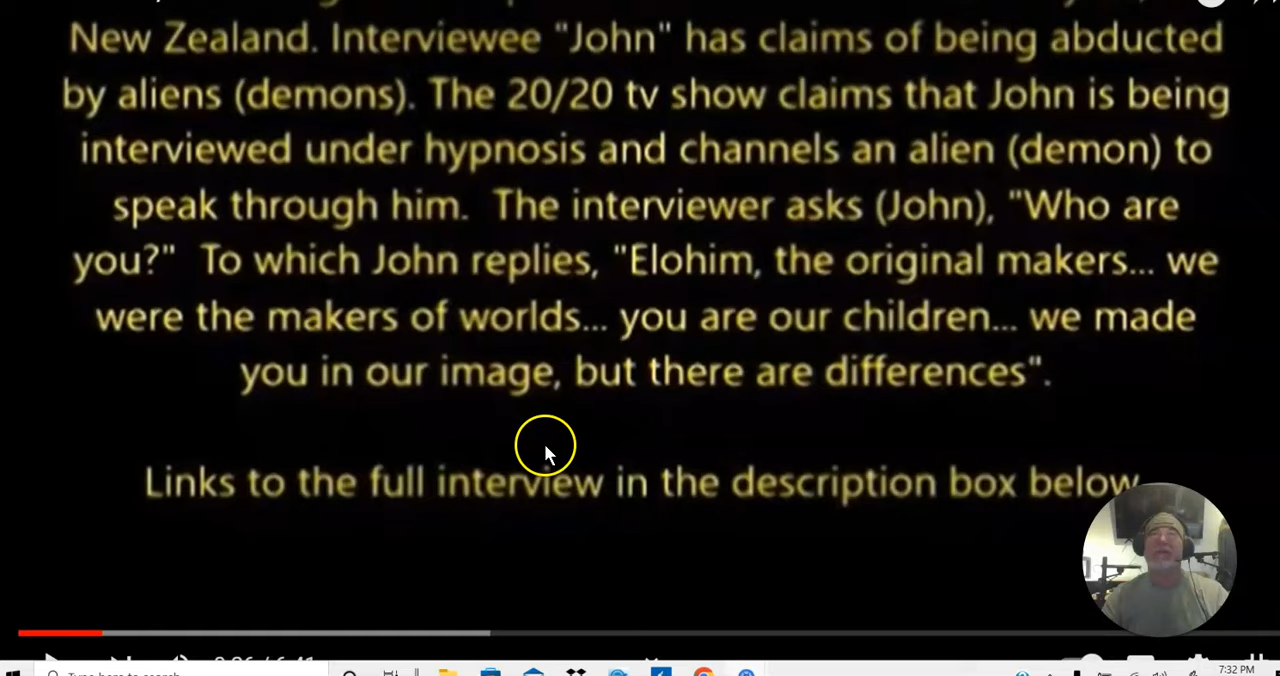 New Zealand. Interviewee "John" has claims of being abducted
by aliens (demons). The 20/20 tv show claims that John is being
interviewed under hypnosis and channels an alien (demon) to
speak through him. The interviewer asks (John), "Who are
you?" To which John replies, "Elohim, the original makers... we
were the makers of worlds... you are our children... we made
you in our image, but there are differences".
Links to the full interview in the description box below
7:32 PM